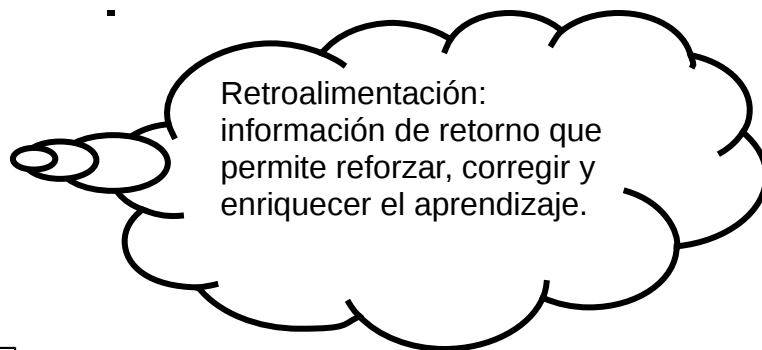 Retroalimentación:
información de retorno que
permite reforzar, corregir y
enriquecer el aprendizaje.